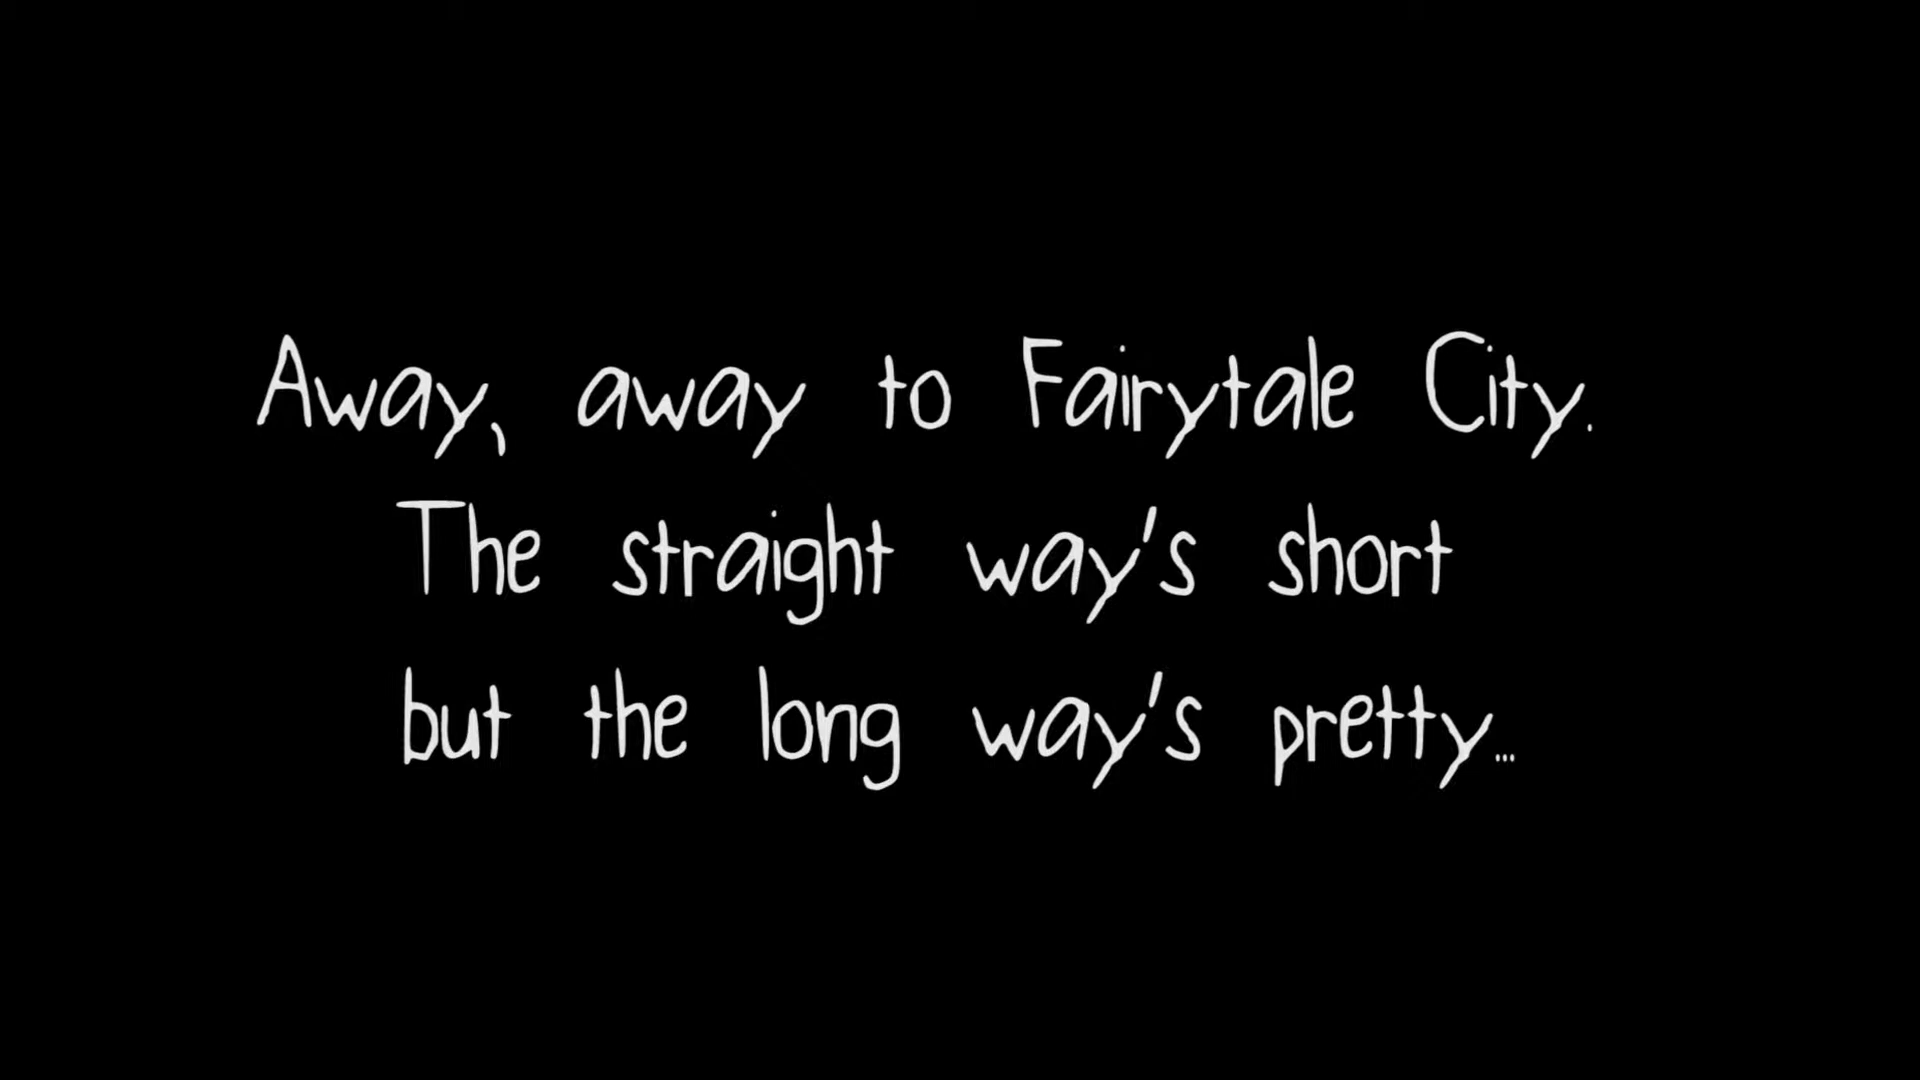 Away, away to Fairytale City.
The straight way's short
but the long way's pretty...